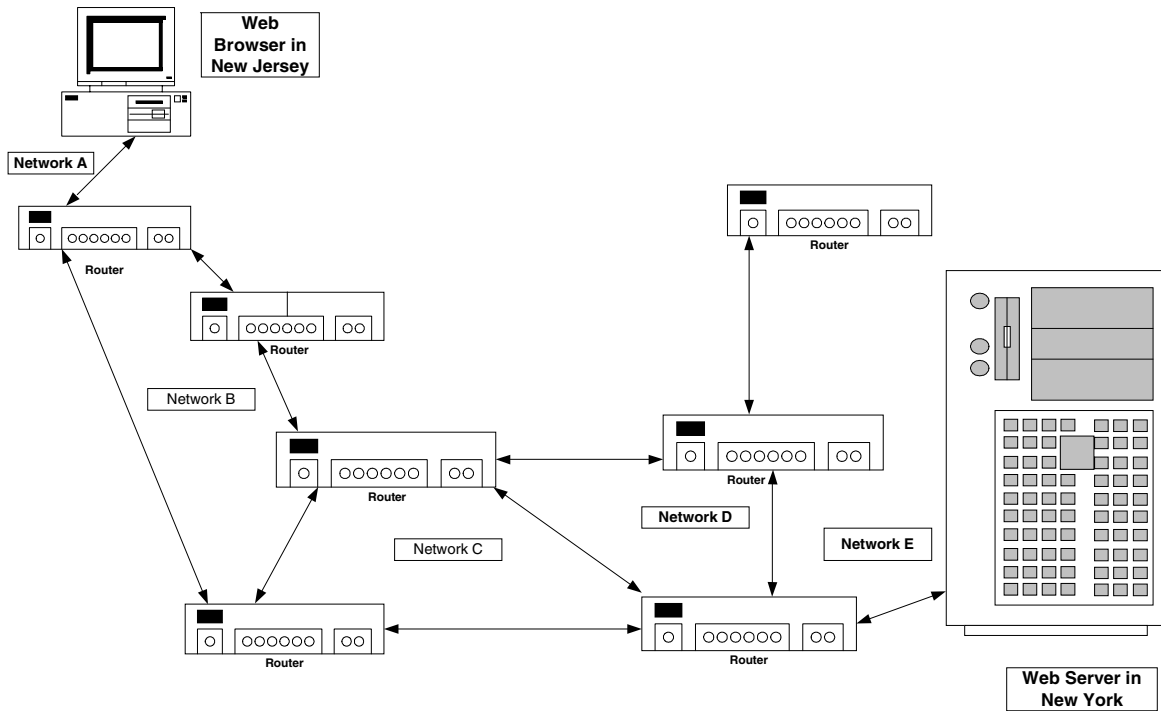 Web
Browser in
New Jersey
Network A
Router
Router
Router
Network B
Router
Router
Network D
Network E
Network C
Router
Router
Web Server in
New York